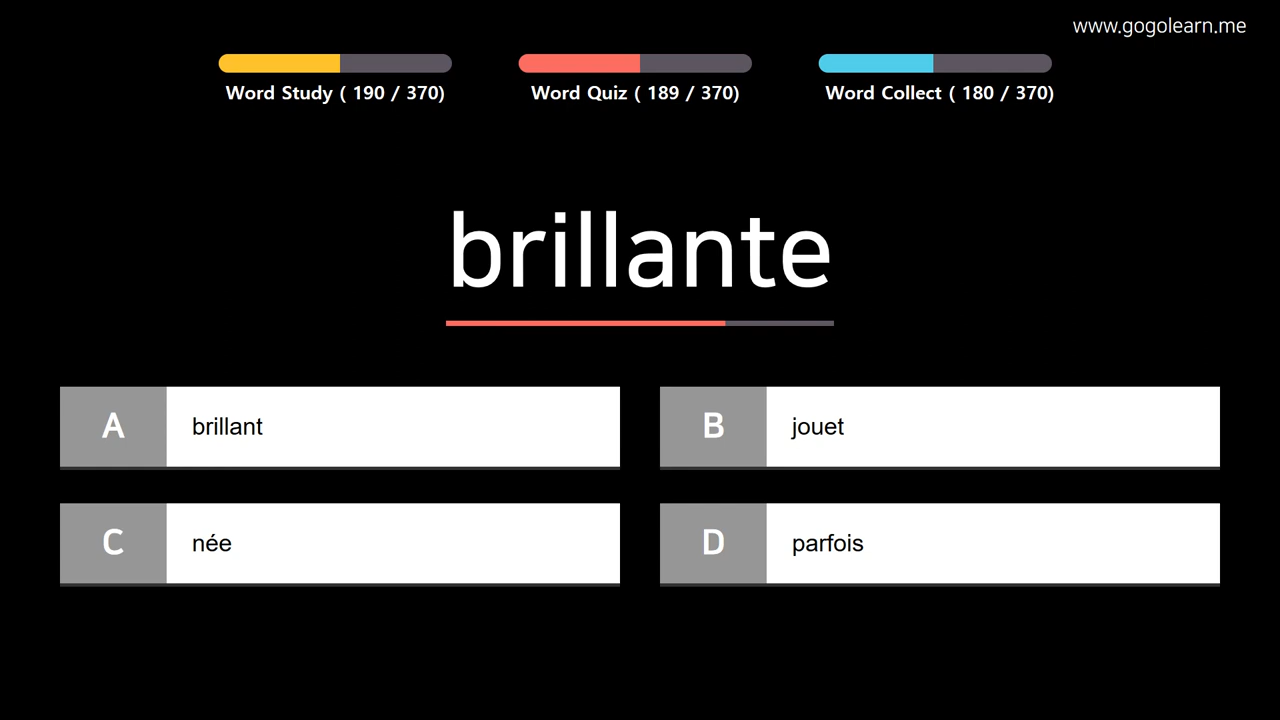 www.gogolearn.me
Word Study ( 190 / 370)
Word Quiz ( 189 / 370)
Word Collect ( 180 / 370)
brillante
A brillant
B jouet
C née
D parfois